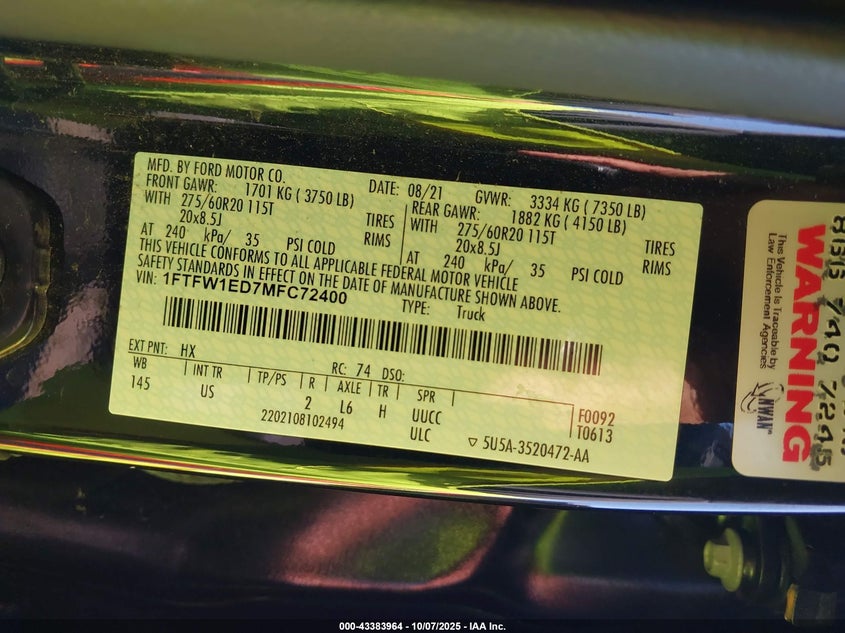 MFD. BY FORD MOTOR CO.
DATE: 08/21 GVWR: 3334 KG ( 7350 LB)
FRONT GAWR: 1701 KG ( 3750 LB) REAR GAWR: 1882 KG ( 4150 LB)
WITH 275/60R20 115T TIRES WITH 275/60R20 115T TIRES
20x8.5J RIMS 20x8.5J RIMS
AT 240 kPa/ 35 PSI COLD AT 240 kPa/ 35 PSI COLD
THIS VEHICLE CONFORMS TO ALL APPLICABLE FEDERAL MOTOR VEHICLE
SAFETY STANDARDS IN EFFECT ON THE DATE OF MANUFACTURE SHOWN ABOVE.
VIN: 1FTFW1ED7MFC72400
TYPE: Truck
EXT PNT: HX RC: 74 DSO:
WB INT TR TP/PS R AXLE TR SPR
145 US 2 L6 H UUCC F0092
2202108102494 ULC T0613
5U5A-3520472-AA
WARNING
This Vehicle is Traceable by
Law Enforcement Agencies
NWAN
000-43383964 - 10/07/2025 - IAA Inc.